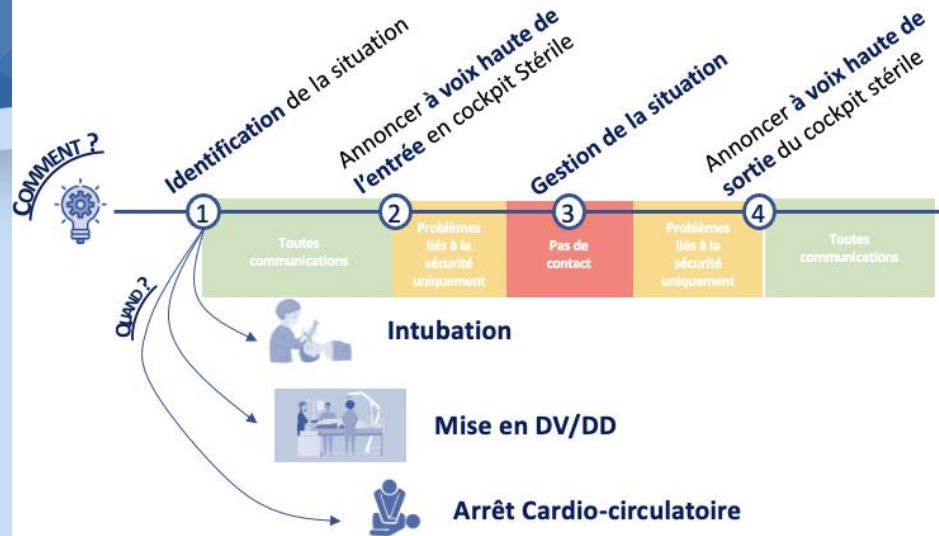 COMMENT ?
Identification de la situation
Annoncer à voix haute de
l'entrée en cockpit Stérile
Gestion de la situation
Annoncer à voix haute de
sortie du cockpit stérile
1
2
3
4
Toutes
communications
Problèmes
liés à la
sécurité
uniquement
Pas de
contact
Problèmes
liés à la
sécurité
uniquement
Toutes
communications
QUAND ?
Intubation
Mise en DV/DD
Arrêt Cardio-circulatoire